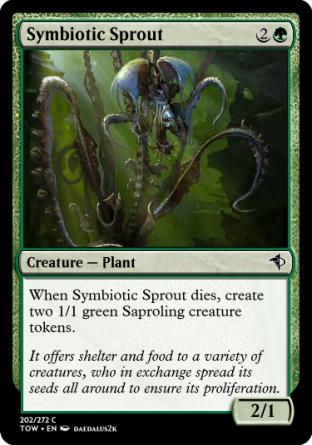 Symbiotic Sprout 2
Creature — Plant
When Symbiotic Sprout dies, create
two 1/1 green Saproling creature
tokens.
It offers shelter and food to a variety of
creatures, who in exchange spread its
seeds all around to ensure its proliferation.
2/1
202/272 C
TOW • EN DAEDALUS2K